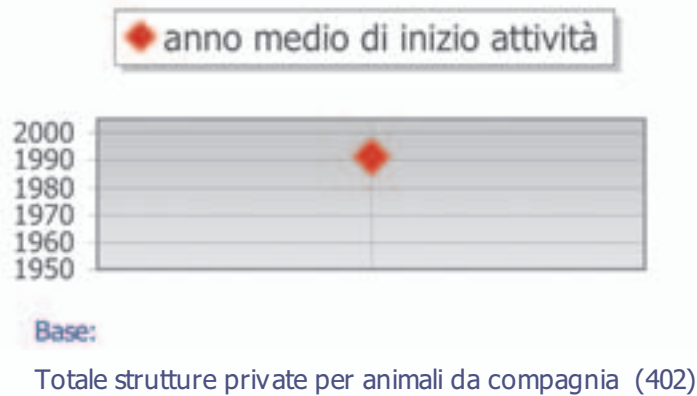 anno medio di inizio attività
2000
1990
1980
1970
1960
1950
Base:
Totale strutture private per animali da compagnia (402)